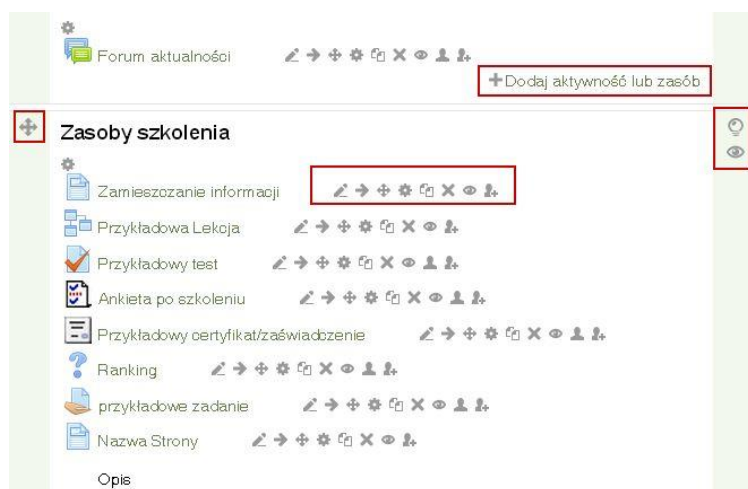 Forum aktualności
+Dodaj aktywność lub zasób
Zasoby szkolenia
Zamieszczanie informacji
Przykładowa Lekcja
Przykładowy test
Ankieta po szkoleniu
Przykładowy certyfikat/zaświadczenie
Ranking
przykładowe zadanie
Nazwa Strony
Opis